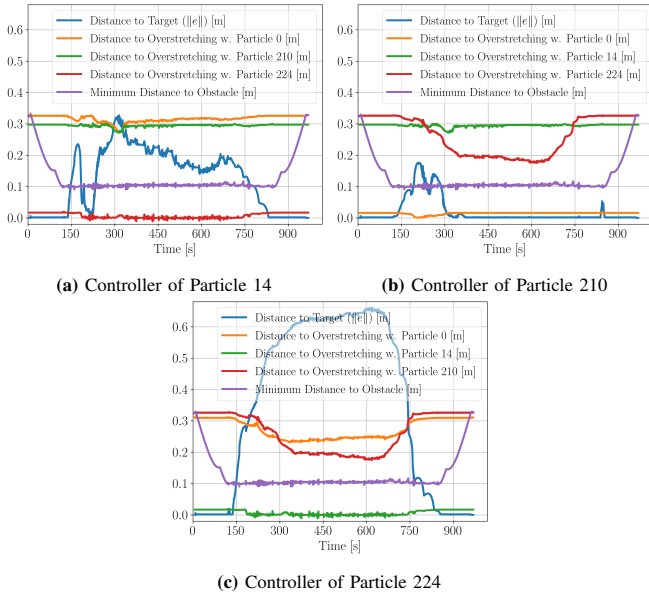 Distance to Target (‖e‖) [m]
Distance to Overstretching w. Particle 0 [m]
Distance to Overstretching w. Particle 210 [m]
Distance to Overstretching w. Particle 224 [m]
Minimum Distance to Obstacle [m]
0.6
0.5
0.4
0.3
0.2
0.1
0.0
0 150 300 450 600 750 900
Time [s]
(a) Controller of Particle 14
Distance to Target (‖e‖) [m]
Distance to Overstretching w. Particle 0 [m]
Distance to Overstretching w. Particle 14 [m]
Distance to Overstretching w. Particle 224 [m]
Minimum Distance to Obstacle [m]
0.6
0.5
0.4
0.3
0.2
0.1
0.0
0 150 300 450 600 750 900
Time [s]
(b) Controller of Particle 210
Distance to Target (‖e‖) [m]
Distance to Overstretching w. Particle 0 [m]
Distance to Overstretching w. Particle 14 [m]
Distance to Overstretching w. Particle 210 [m]
Minimum Distance to Obstacle [m]
0.6
0.5
0.4
0.3
0.2
0.1
0.0
0 150 300 450 600 750 900
Time [s]
(c) Controller of Particle 224